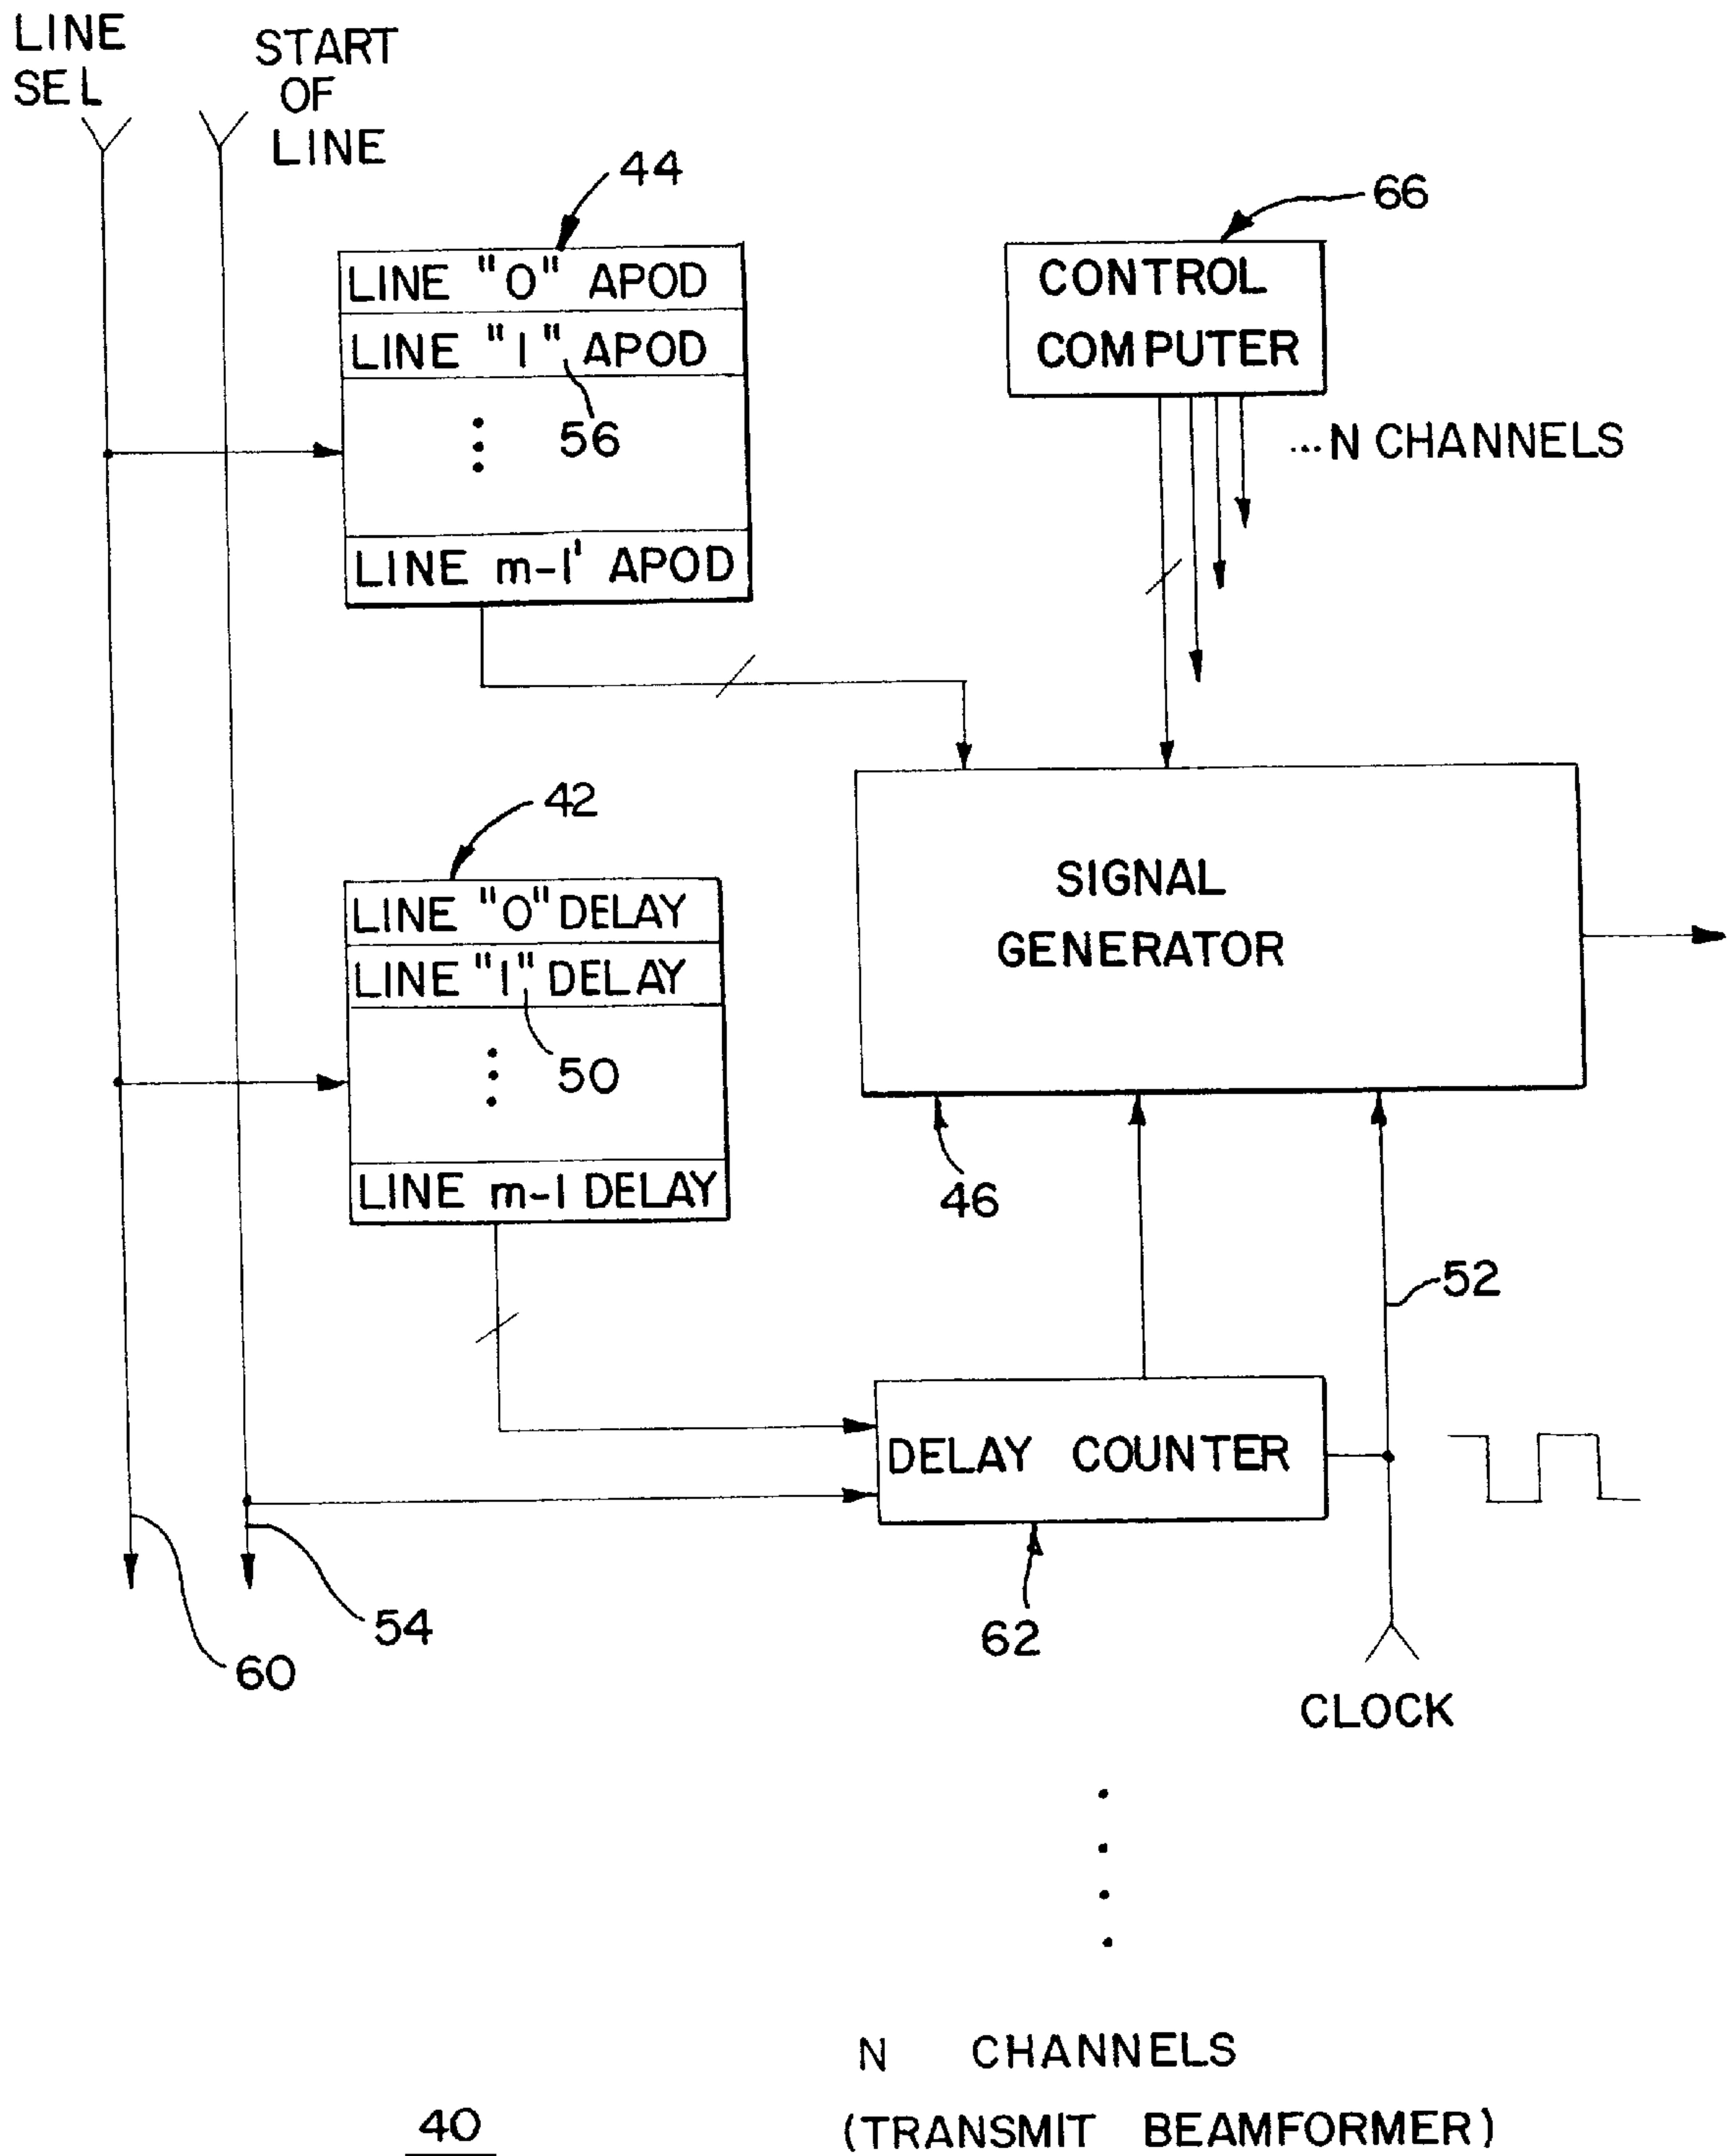 LINE
SEL
START
OF
LINE
44
66
LINE "0" APOD
LINE "1" APOD
56
LINE m-1' APOD
CONTROL
COMPUTER
...N CHANNELS
42
LINE "0" DELAY
LINE "1" DELAY
50
LINE m-1 DELAY
SIGNAL
GENERATOR
46
52
DELAY COUNTER
54
62
60
CLOCK
N CHANNELS
(TRANSMIT BEAMFORMER)
40